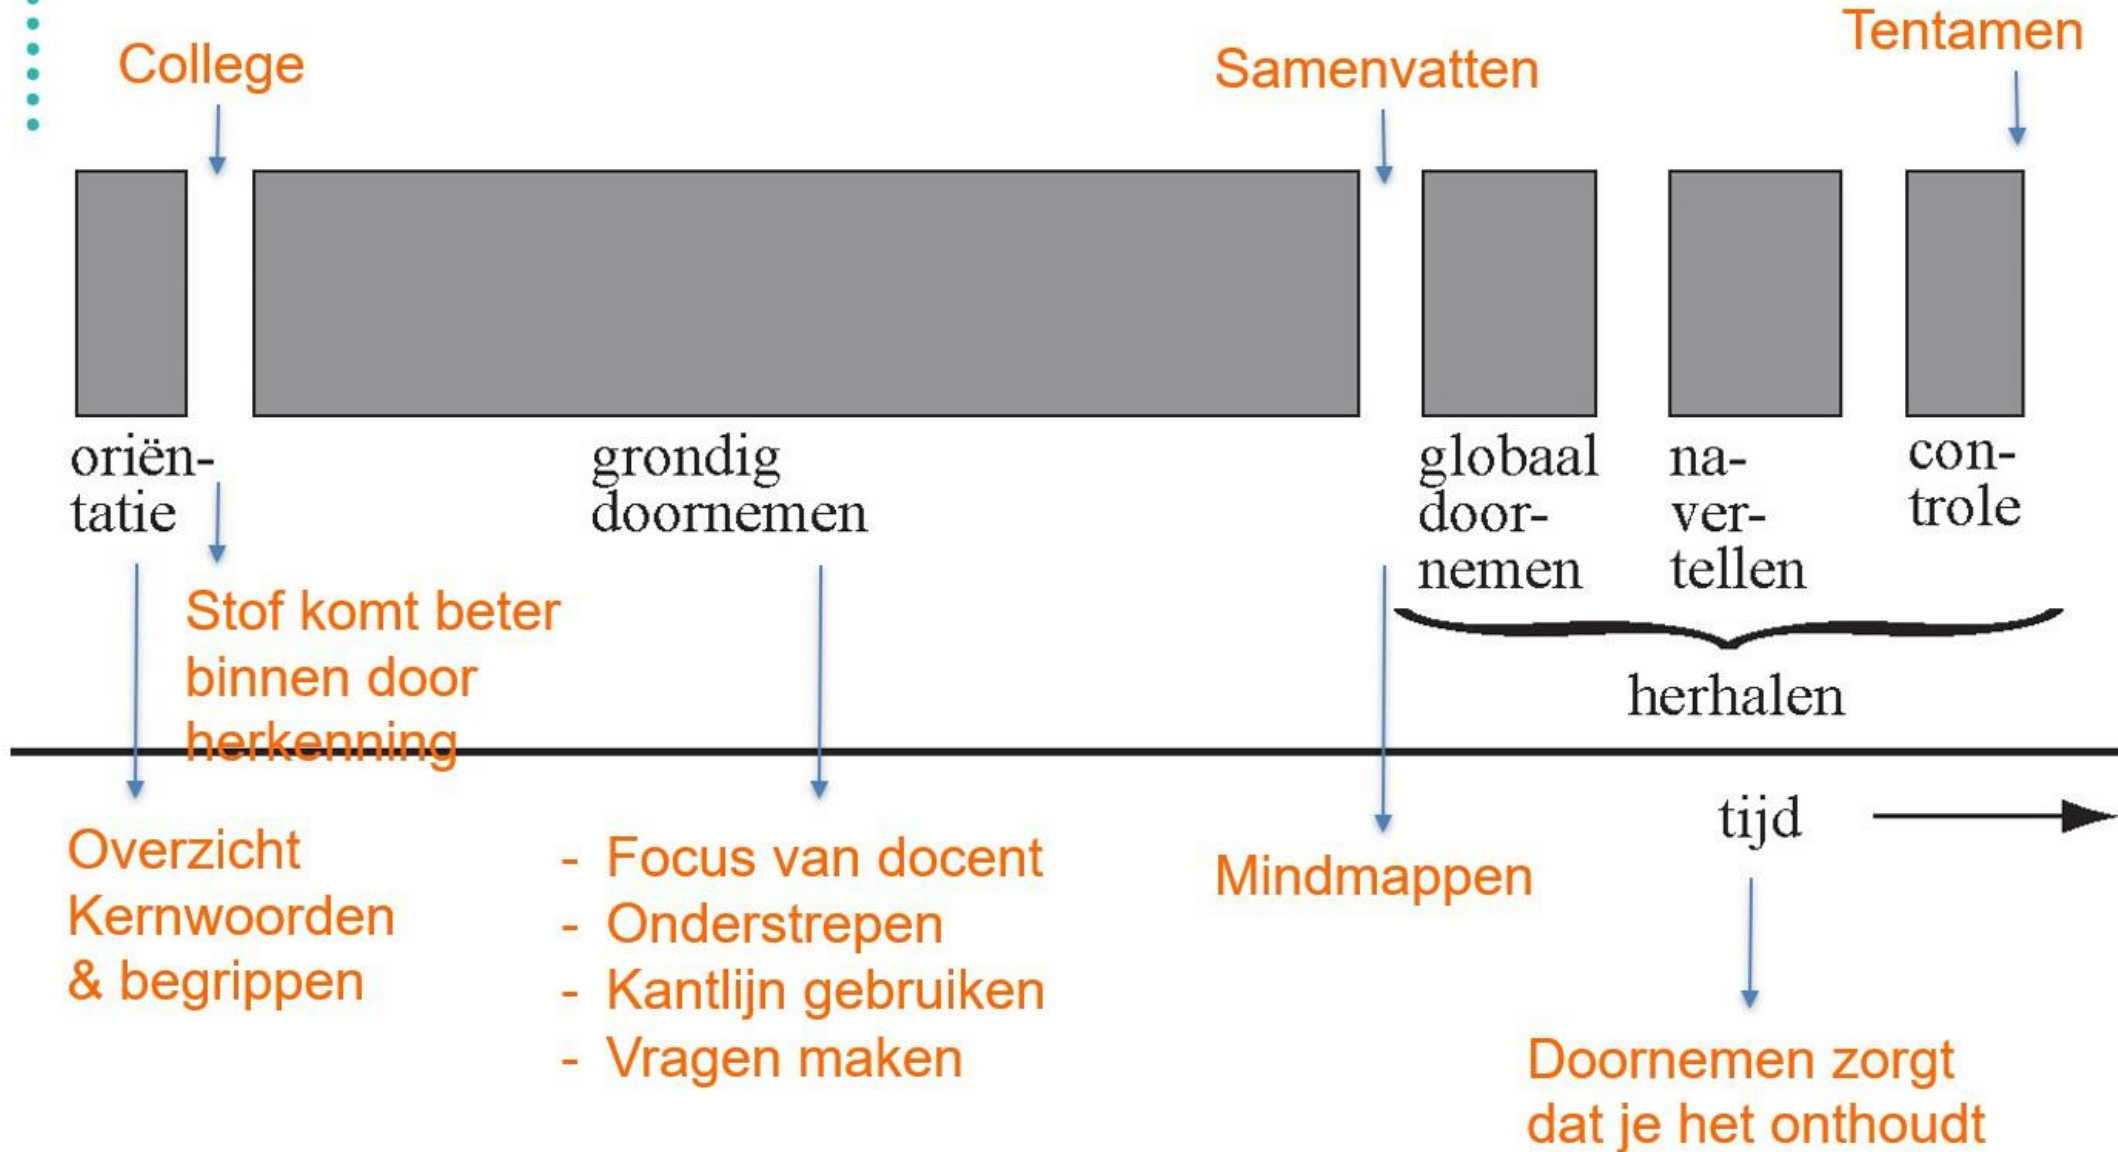 College
Samenvatten
Tentamen
oriën-
tatie
grondig
doornemen
globaal
door-
nemen
na-
ver-
tellen
con-
trole
Stof komt beter
binnen door
herkenning
herhalen
tijd
Overzicht
Kernwoorden
& begrippen
- Focus van docent
- Onderstrepen
- Kantlijn gebruiken
- Vragen maken
Mindmappen
Doornemen zorgt
dat je het onthoudt